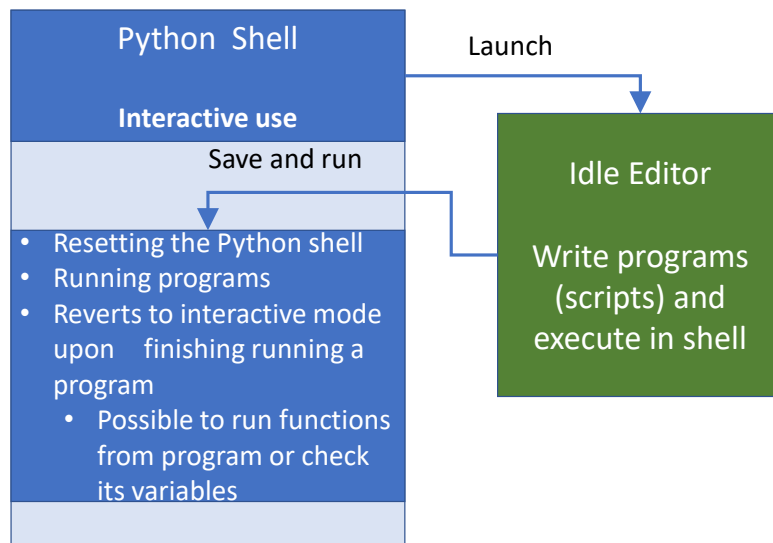 Python Shell
Interactive use
Launch
Save and run
Idle Editor
Write programs
(scripts) and
execute in shell
• Resetting the Python shell
• Running programs
• Reverts to interactive mode
upon finishing running a
program
• Possible to run functions
from program or check
its variables